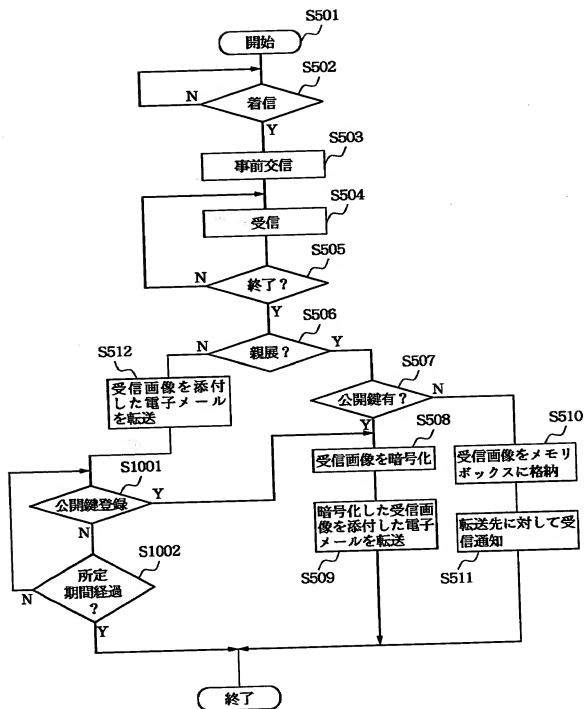 S501
開始
S502
着信
N
Y
S503
事前交信
S504
受信
S505
終了？
N
Y
S506
親展？
N
Y
S512
受信画像を添付
した電子メール
を転送
S507
公開鍵有？
N
Y
S508
受信画像を暗号化
S510
受信画像をメモリ
ボックスに格納
S1001
公開鍵登録
Y
N
暗号化した受信画
像を添付した電子
メールを転送
S509
転送先に対して受
信通知
S511
S1002
所定
期間経過
？
N
Y
終了